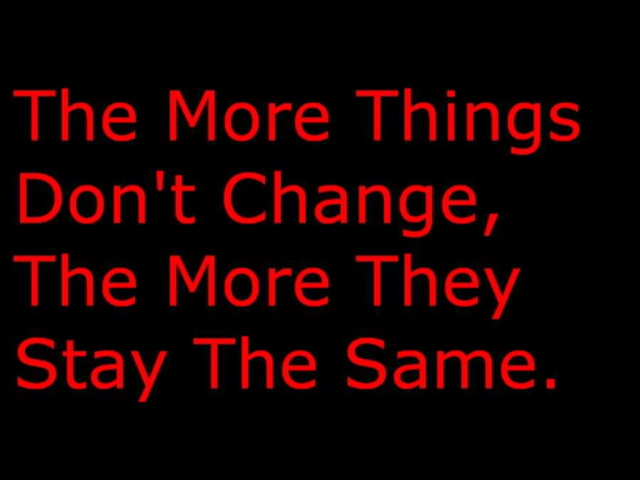 The More Things
Don't Change,
The More They
Stay The Same.